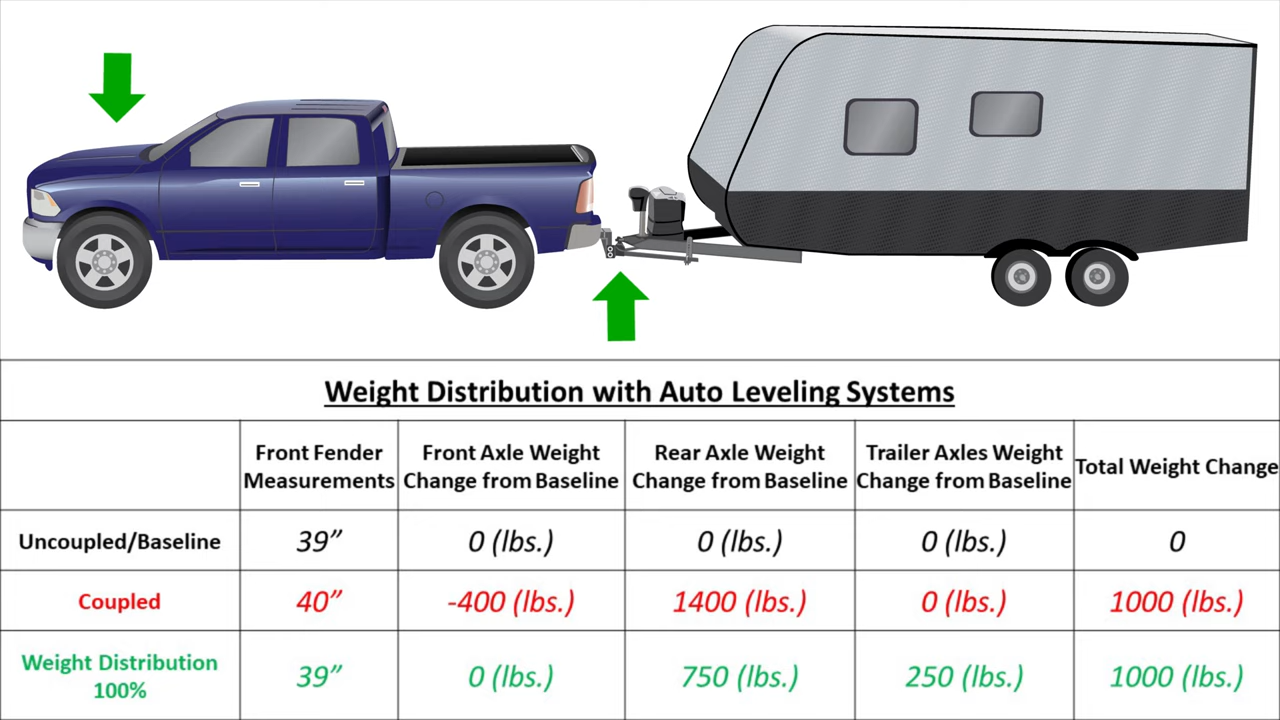 Weight Distribution with Auto Leveling Systems
Front Fender Measurements
Front Axle Weight Change from Baseline
Rear Axle Weight Change from Baseline
Trailer Axles Weight Change from Baseline
Total Weight Change
Uncoupled/Baseline 39” 0 (lbs.) 0 (lbs.) 0 (lbs.) 0
Coupled 40” -400 (lbs.) 1400 (lbs.) 0 (lbs.) 1000 (lbs.)
Weight Distribution 100% 39” 0 (lbs.) 750 (lbs.) 250 (lbs.) 1000 (lbs.)